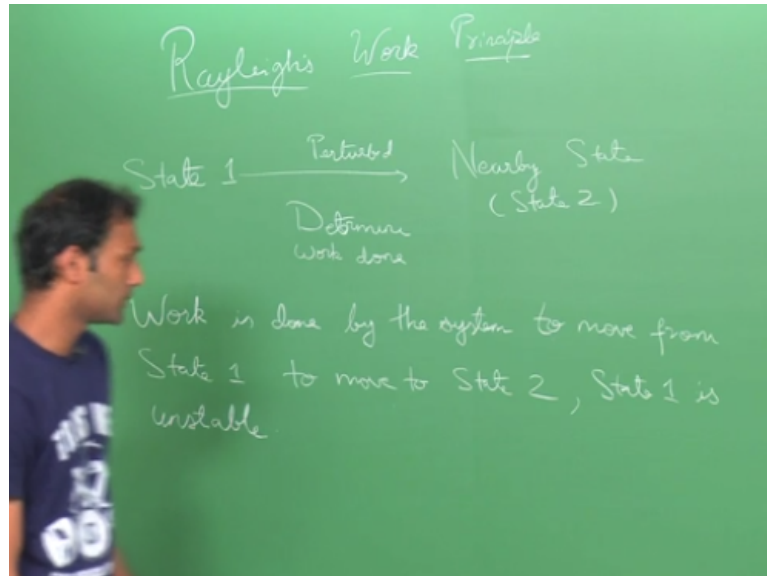 Rayleigh's Work Principle
State 1 Perturbed Nearby State
(State 2)
Determine
work done
Work is done by the system to move from
State 1 to move to State 2, State 1 is
unstable.